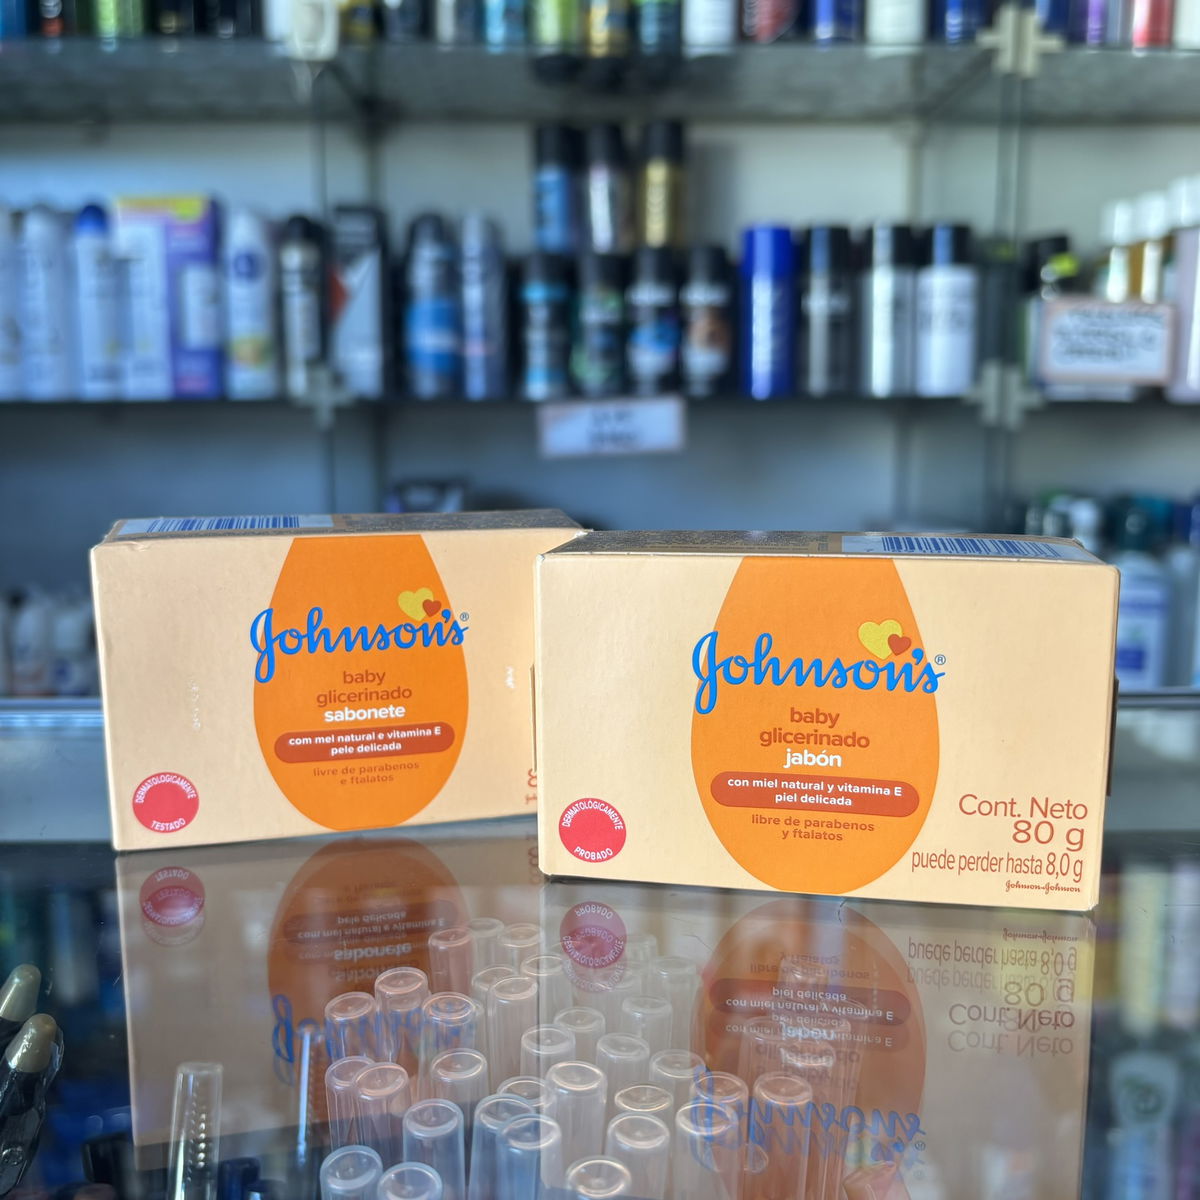 Johnson's®
baby
glicerinado
sabonete
com mel natural e vitamina E
pele delicada
livre de parabenos
e ftalatos
DERMATOLOGICAMENTE
TESTADO
Johnson's®
baby
glicerinado
jabón
con miel natural y vitamina E
piel delicada
libre de parabenos
y ftalatos
DERMATOLÓGICAMENTE
PROBADO
Cont. Neto
80 g
puede perder hasta 8,0 g
Johnson+Johnson